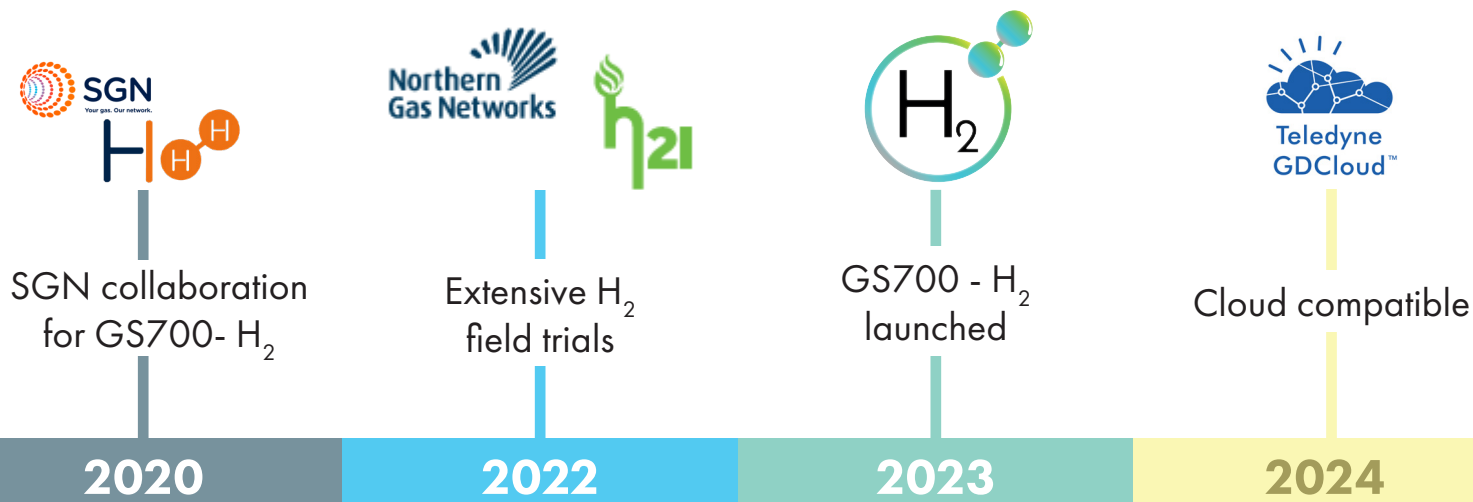 SGN
Your gas. Our network.
H H H
Northern
Gas Networks
h21
H₂
Teledyne
GDCloud™
SGN collaboration
for GS700- H₂
Extensive H₂
field trials
GS700 - H₂
launched
Cloud compatible
2020
2022
2023
2024